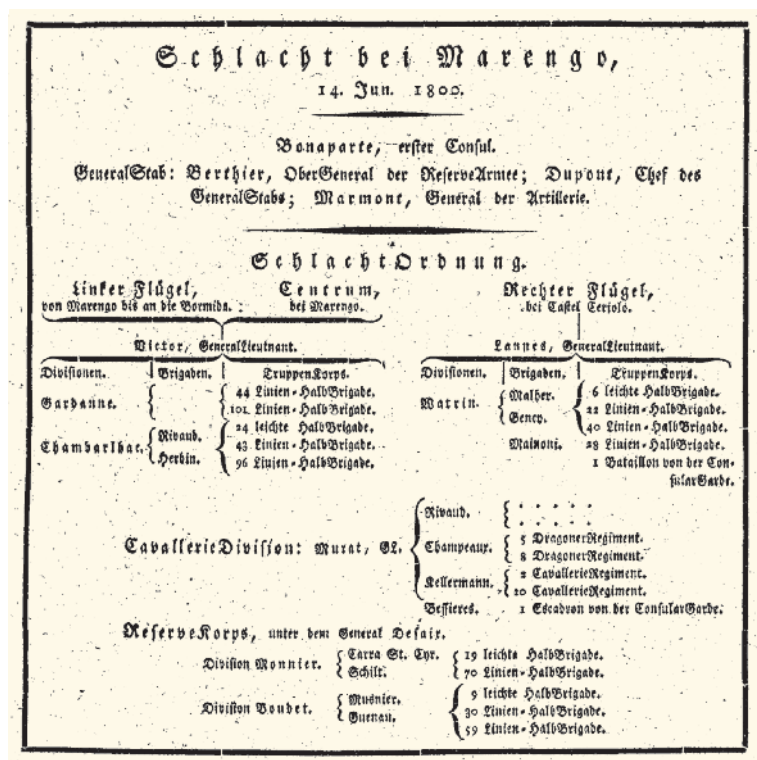 Schlacht bei Marengo,
14. Jun. 1800.
Bonaparte, erster Consul.
GeneralStab: Berthier, OberGeneral der ReserveArmee; Dupont, Chef des
GeneralStabs; Marmont, General der Artillerie.
SchlachtOrdnung.
Linker Flügel,
von Marengo bis an die Bormida.
Centrum,
bei Marengo.
Victor, GeneralLieutnant.
Divisionen. Brigaden. TruppenKorps.
Gardanne.
44 Linien-HalbBrigade.
101. Linien-HalbBrigade.
Chambarlhac.
Rivaud.
Herbin.
24 leichte HalbBrigade.
43 Linien-HalbBrigade.
96 Linien-HalbBrigade.
Rechter Flügel,
bei Castel Ceriolo.
Lannes, GeneralLieutnant.
Divisionen. Brigaden. TruppenKorps.
Watrin.
Malher.
Gency.
6 leichte HalbBrigade.
22 Linien-HalbBrigade.
40 Linien-HalbBrigade.
Mainoni. 28 Linien-HalbBrigade.
1 Bataillon von der Con-
sularGarde.
CavallerieDivision: Murat, GL.
Rivaud. . . . . .
. . . . .
Champeaux.
5 DragonerRegiment.
8 DragonerRegiment.
Kellermann.
2 CavallerieRegiment.
20 CavallerieRegiment.
Bessieres. 1 Escadron von der ConsularGarde.
ReserveKorps, unter dem General Desaix.
Division Monnier.
Carra St. Cyr.
Schilt.
19 leichte HalbBrigade.
70 Linien-HalbBrigade.
Division Boudet.
Musnier.
Guenau.
9 leichte HalbBrigade.
30 Linien-HalbBrigade.
59 Linien-HalbBrigade.